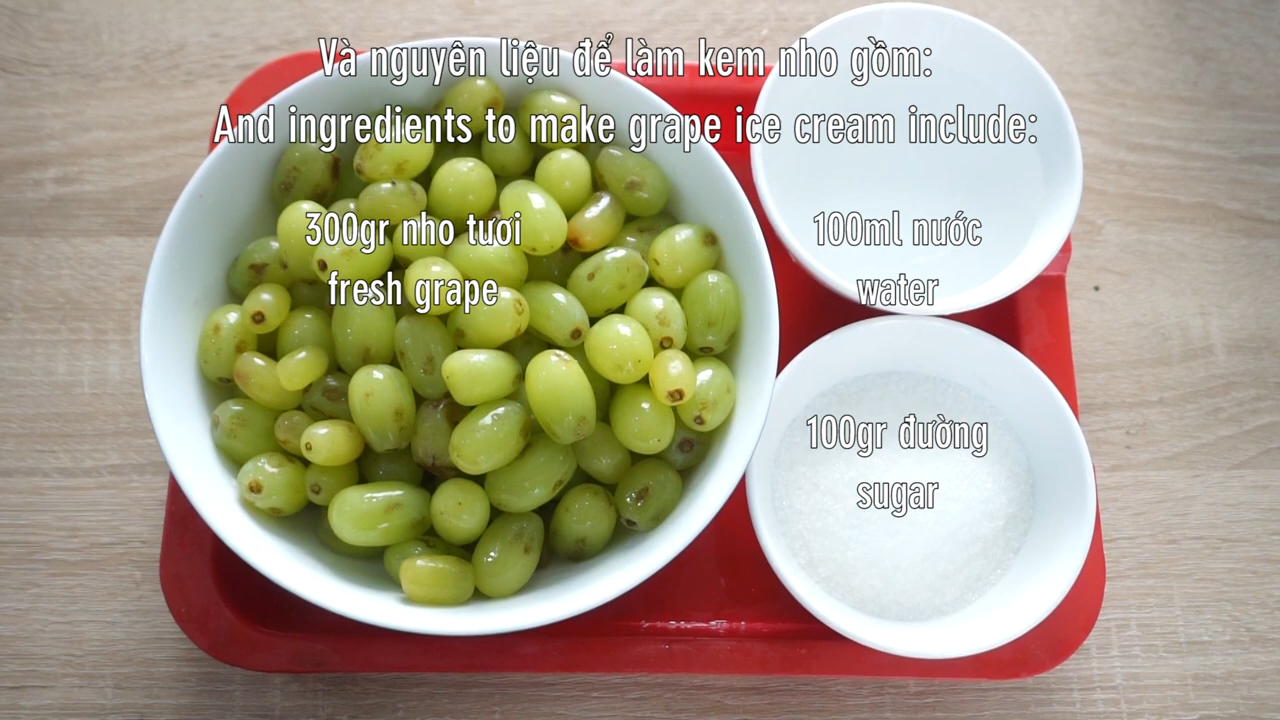 Và nguyên liệu để làm kem nho gồm:
And ingredients to make grape ice cream include:
300gr nho tươi
fresh grape
100ml nước
water
100gr đường
sugar